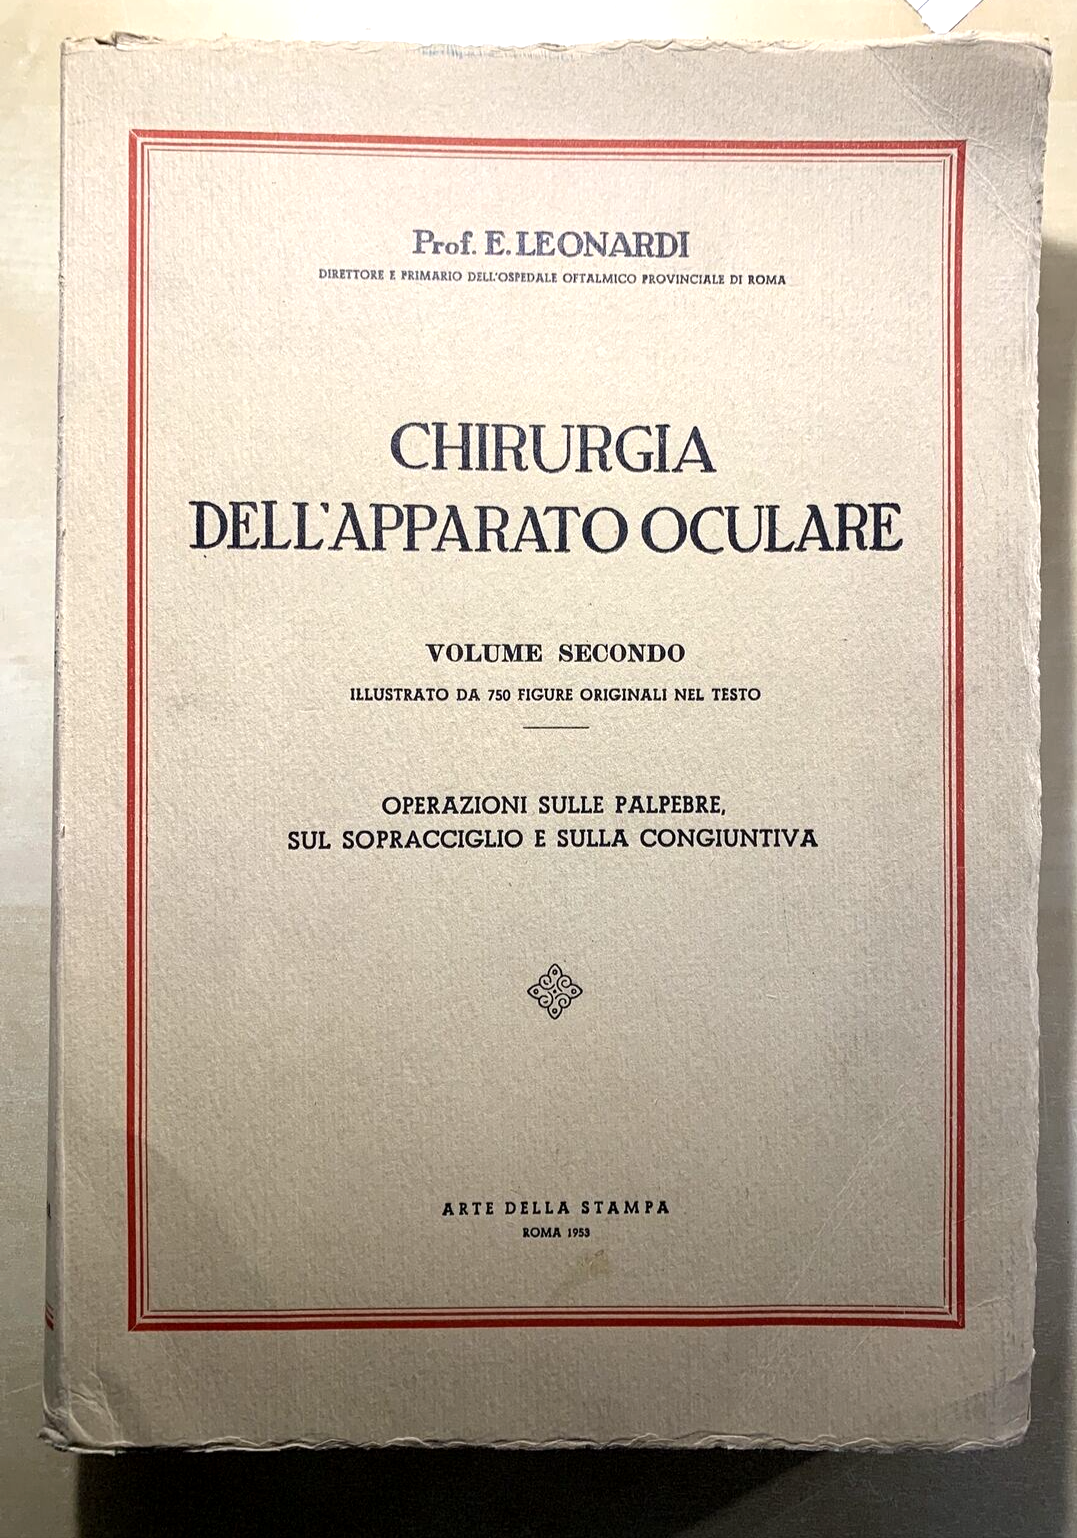 Prof. E. LEONARDI
DIRETTORE E PRIMARIO DELL'OSPEDALE OFTALMICO PROVINCIALE DI ROMA
CHIRURGIA
DELL'APPARATO OCULARE
VOLUME SECONDO
ILLUSTRATO DA 750 FIGURE ORIGINALI NEL TESTO
OPERAZIONI SULLE PALPEBRE,
SUL SOPRACCIGLIO E SULLA CONGIUNTIVA
ARTE DELLA STAMPA
ROMA 1953